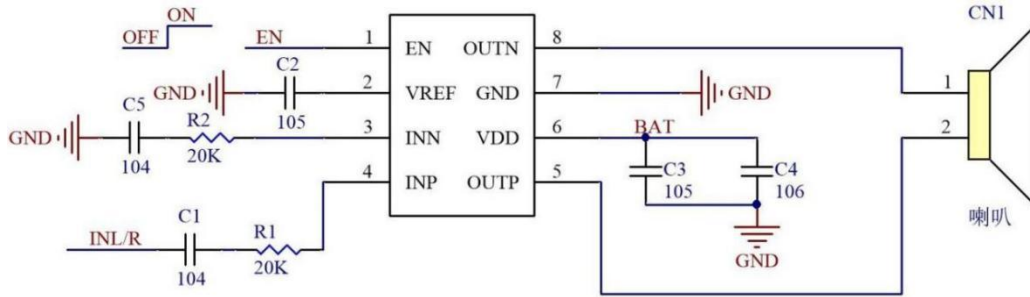 ON
OFF
EN
1
EN
OUTN
8
CN1
1
2
C2
GND
105
2
VREF
GND
7
GND
C5
R2
GND
104
20K
3
INN
VDD
6
BAT
C3
105
C4
106
4
INP
OUTP
5
C1
R1
INL/R
104
20K
GND
喇叭